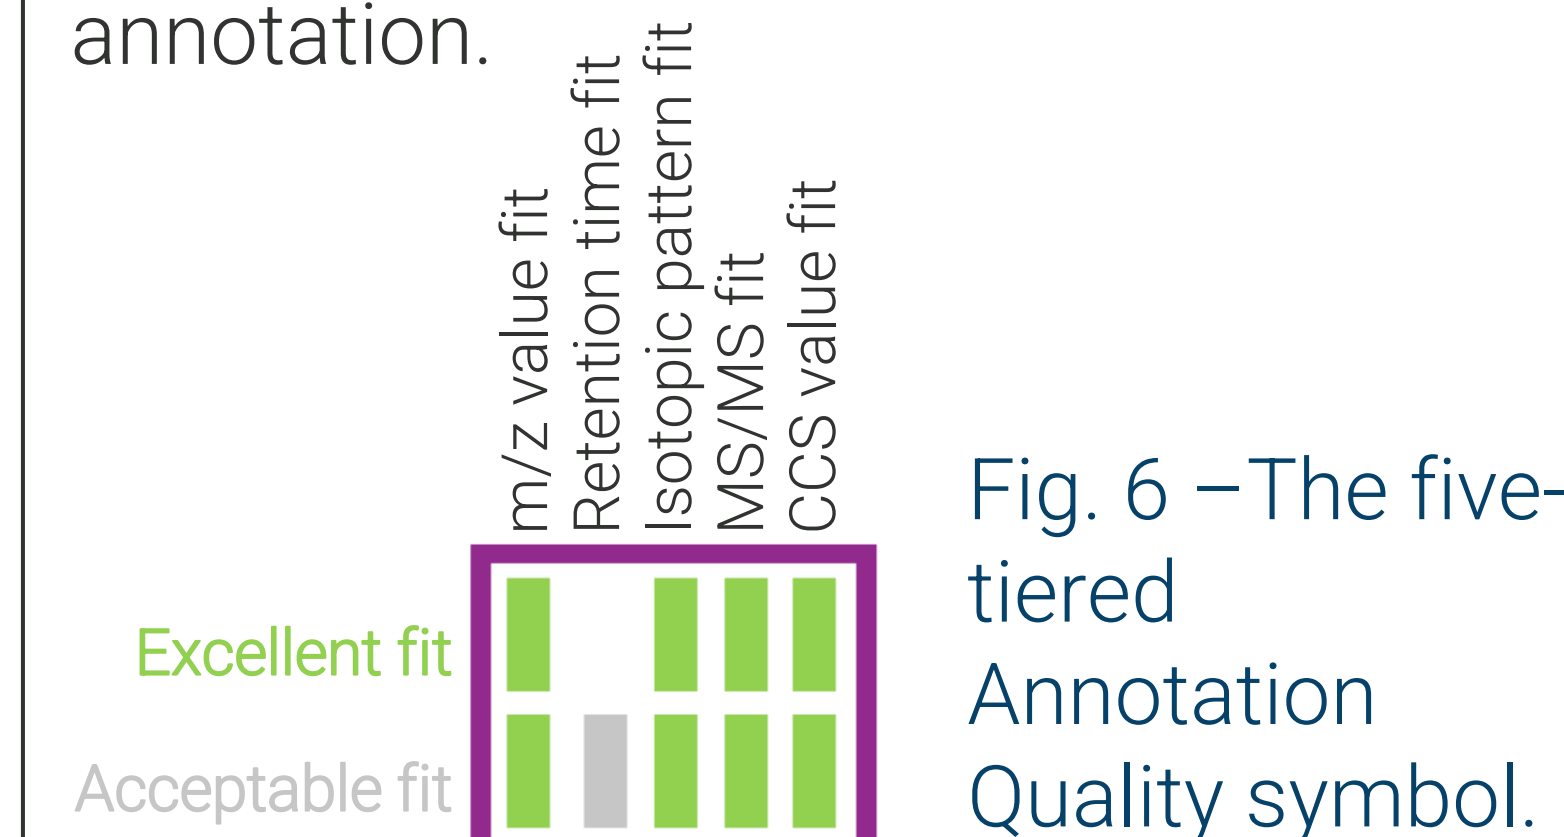 annotation.
m/z value fit
Retention time fit
Isotopic pattern fit
MS/MS fit
CCS value fit
Excellent fit
Acceptable fit
Fig. 6 –The five-
tiered
Annotation
Quality symbol.